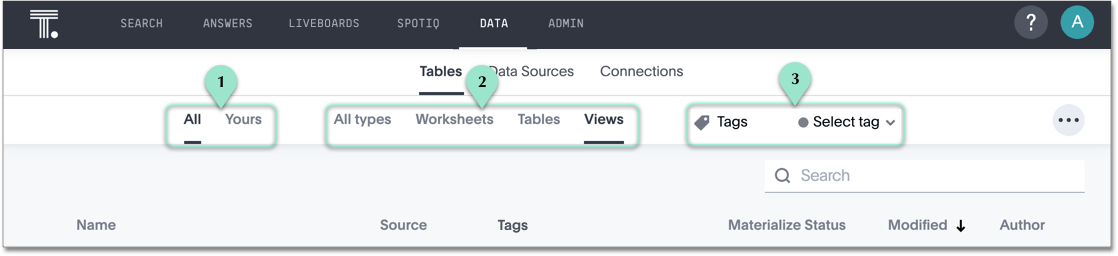 T. SEARCH ANSWERS LIVEBOARDS SPOTIQ DATA ADMIN ? A
Tables Data Sources Connections
1 2 3
All Yours All types Worksheets Tables Views Tags Select tag
Search
Name Source Tags Materialize Status Modified ↓ Author